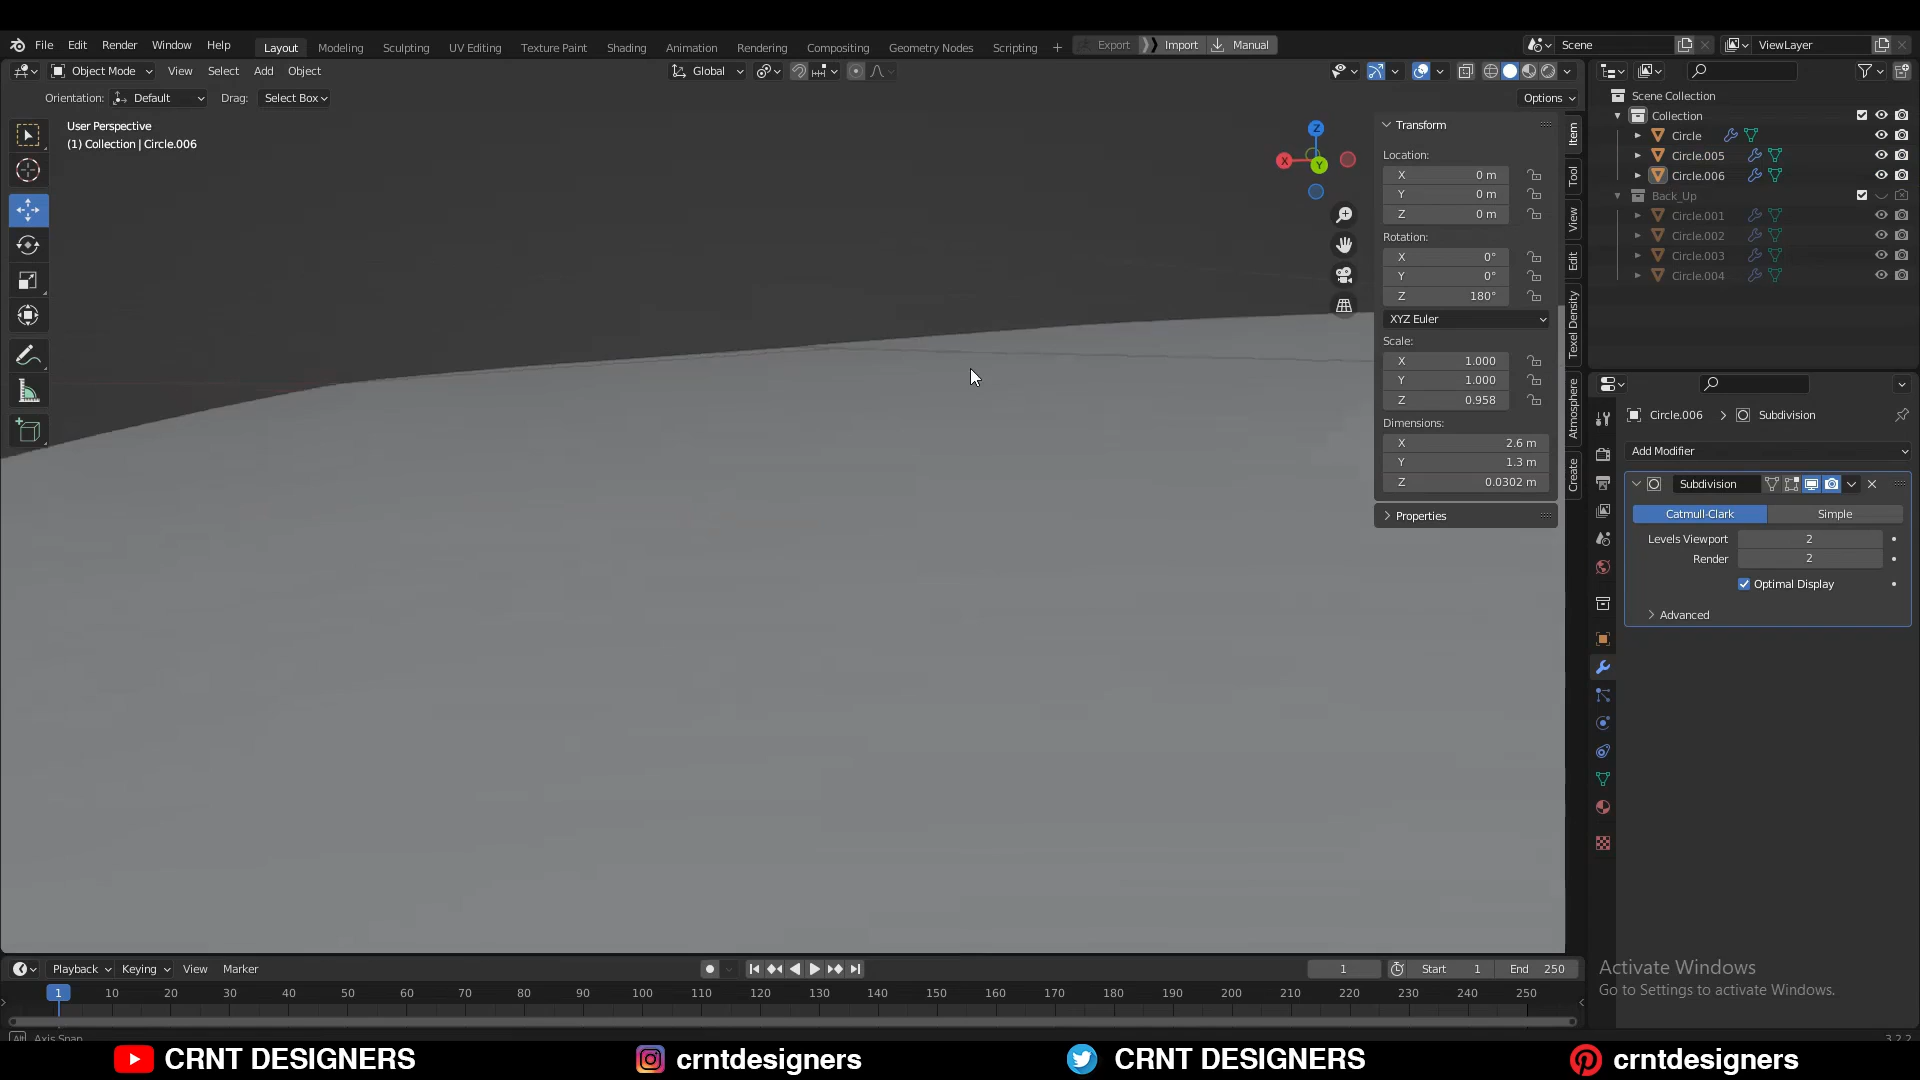 File Edit Render Window Help
Layout Modeling Sculpting UV Editing Texture Paint Shading Animation Rendering Compositing Geometry Nodes Scripting +
Export Import Manual
Scene
ViewLayer
Object Mode View Select Add Object
Global
Orientation: Default Drag: Select Box
Options
User Perspective
(1) Collection | Circle.006
Z
X
Y
Transform
Location:
X 0 m
Y 0 m
Z 0 m
Rotation:
X 0°
Y 0°
Z 180°
XYZ Euler
Scale:
X 1.000
Y 1.000
Z 0.958
Dimensions:
X 2.6 m
Y 1.3 m
Z 0.0302 m
Properties
Item
Tool
View
Edit
Texel Density
Atmosphere
Create
Scene Collection
Collection
Circle
Circle.005
Circle.006
Back_Up
Circle.001
Circle.002
Circle.003
Circle.004
Circle.006 > Subdivision
Add Modifier
Subdivision
Catmull-Clark Simple
Levels Viewport 2
Render 2
Optimal Display
Advanced
Activate Windows
Go to Settings to activate Windows.
Playback Keying View Marker
1 Start 1 End 250
1 10 20 30 40 50 60 70 80 90 100 110 120 130 140 150 160 170 180 190 200 210 220 230 240 250
Alt Axis Snap
3.2.2
CRNT DESIGNERS crntdesigners CRNT DESIGNERS crntdesigners